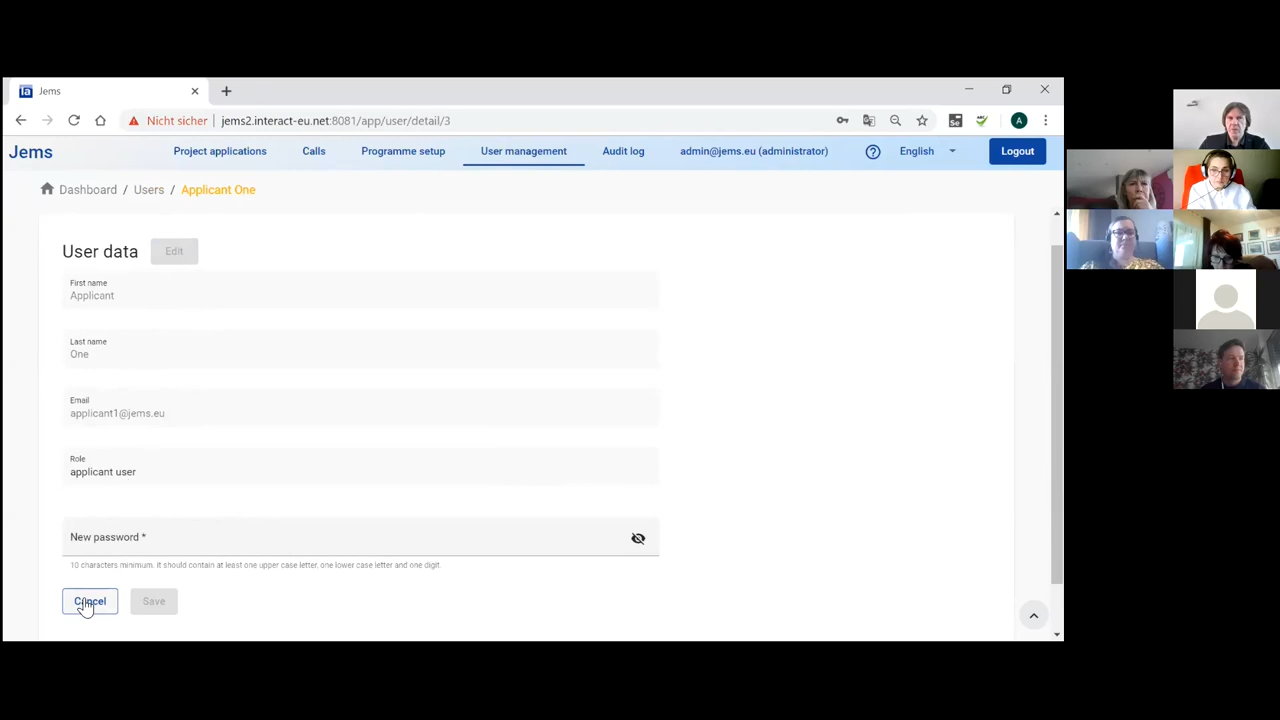 Jems
Nicht sicher jems2.interact-eu.net:8081/app/user/detail/3
A
Jems Project applications Calls Programme setup User management Audit log admin@jems.eu (administrator) English Logout
Dashboard / Users / Applicant One
User data Edit
First name
Applicant
Last name
One
Email
applicant1@jems.eu
Role
applicant user
New password *
10 characters minimum. it should contain at least one upper case letter, one lower case letter and one digit.
Cancel Save